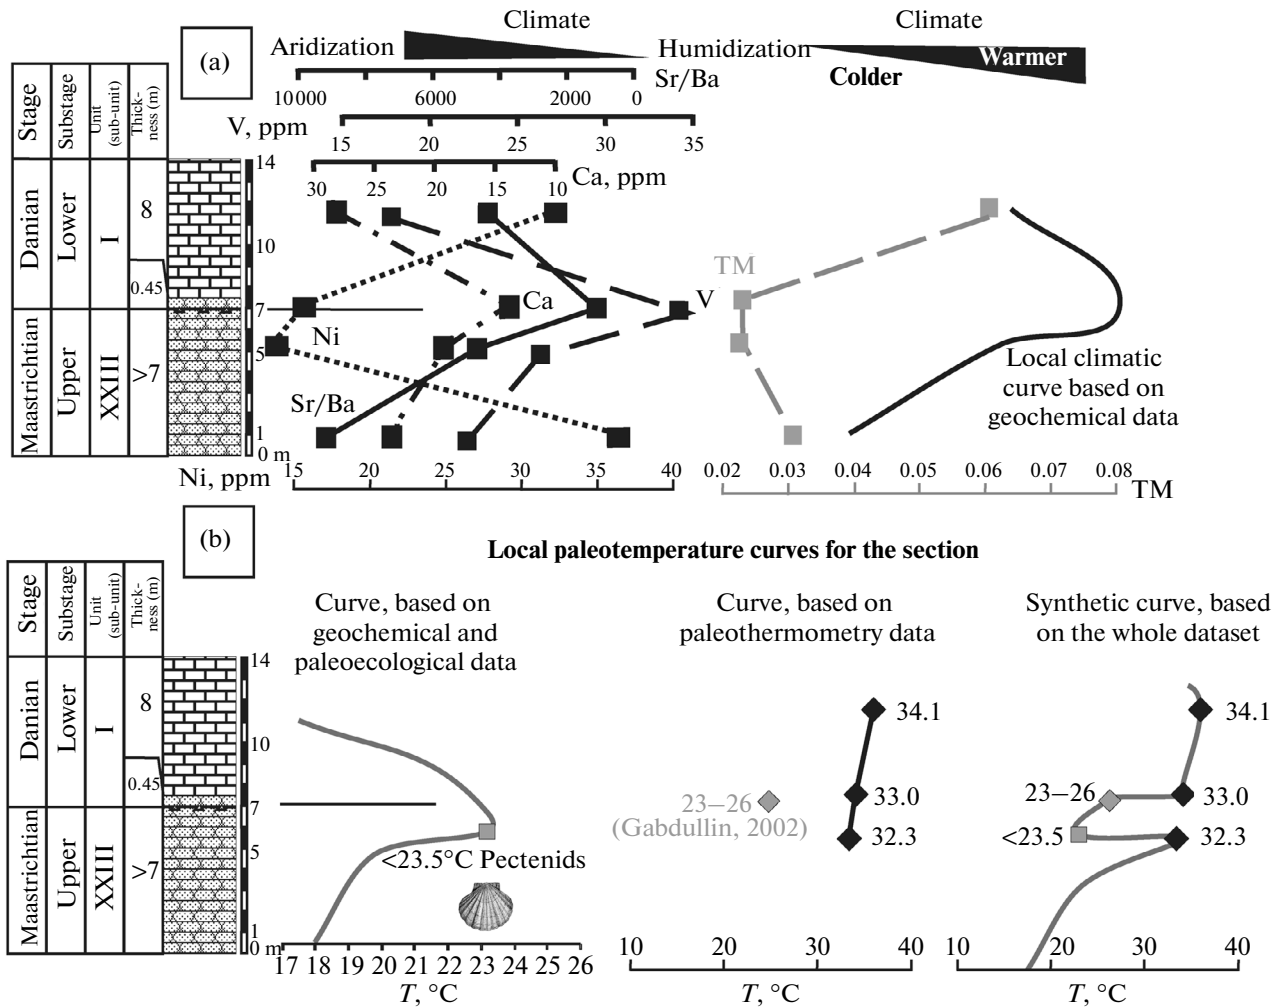 (a)
Climate
Aridization
Humidization
Sr/Ba
10000
6000
2000
0
V, ppm
15
20
25
30
35
30
25
20
15
10
Ca, ppm
Climate
Colder
Warmer
Stage
Substage
Unit
(sub-unit)
Thick-
ness (m)
Danian
Lower
I
8
0.45
Maastrichtian
Upper
XXIII
>7
14
10
7
5
1
0 m
Ca
V
Ni
Sr/Ba
TM
Local climatic
curve based on
geochemical data
Ni, ppm
15
20
25
30
35
40
0.02
0.03
0.04
0.05
0.06
0.07
0.08
TM
(b)
Local paleotemperature curves for the section
Stage
Substage
Unit
(sub-unit)
Thick-
ness (m)
Danian
Lower
I
8
0.45
Maastrichtian
Upper
XXIII
>7
14
10
7
5
1
0 m
Curve, based on
geochemical and
paleoecological data
<23.5°C Pectenids
17 18 19 20 21 22 23 24 25 26
T, °C
Curve, based on
paleothermometry data
34.1
33.0
32.3
23–26
(Gabdullin, 2002)
10 20 30 40
T, °C
Synthetic curve, based
on the whole dataset
34.1
23–26
33.0
<23.5
32.3
10 20 30 40
T, °C